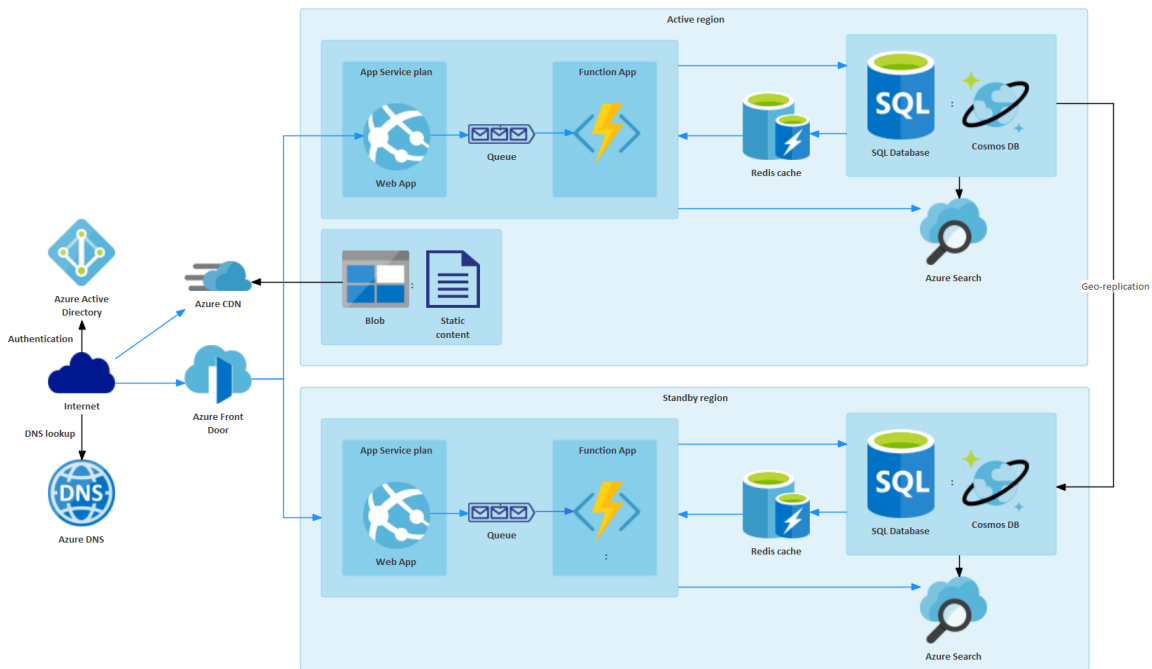 Active region
App Service plan
Function App
SQL
:
Queue
Web App
SQL Database
Cosmos DB
Redis cache
Azure Search
Geo-replication
Azure Active
Directory
Authentication
Azure CDN
:
Blob
Static
content
Internet
Azure Front
Door
DNS lookup
DNS
Azure DNS
Standby region
App Service plan
Function App
SQL
:
Queue
Web App
:
SQL Database
Cosmos DB
Redis cache
Azure Search